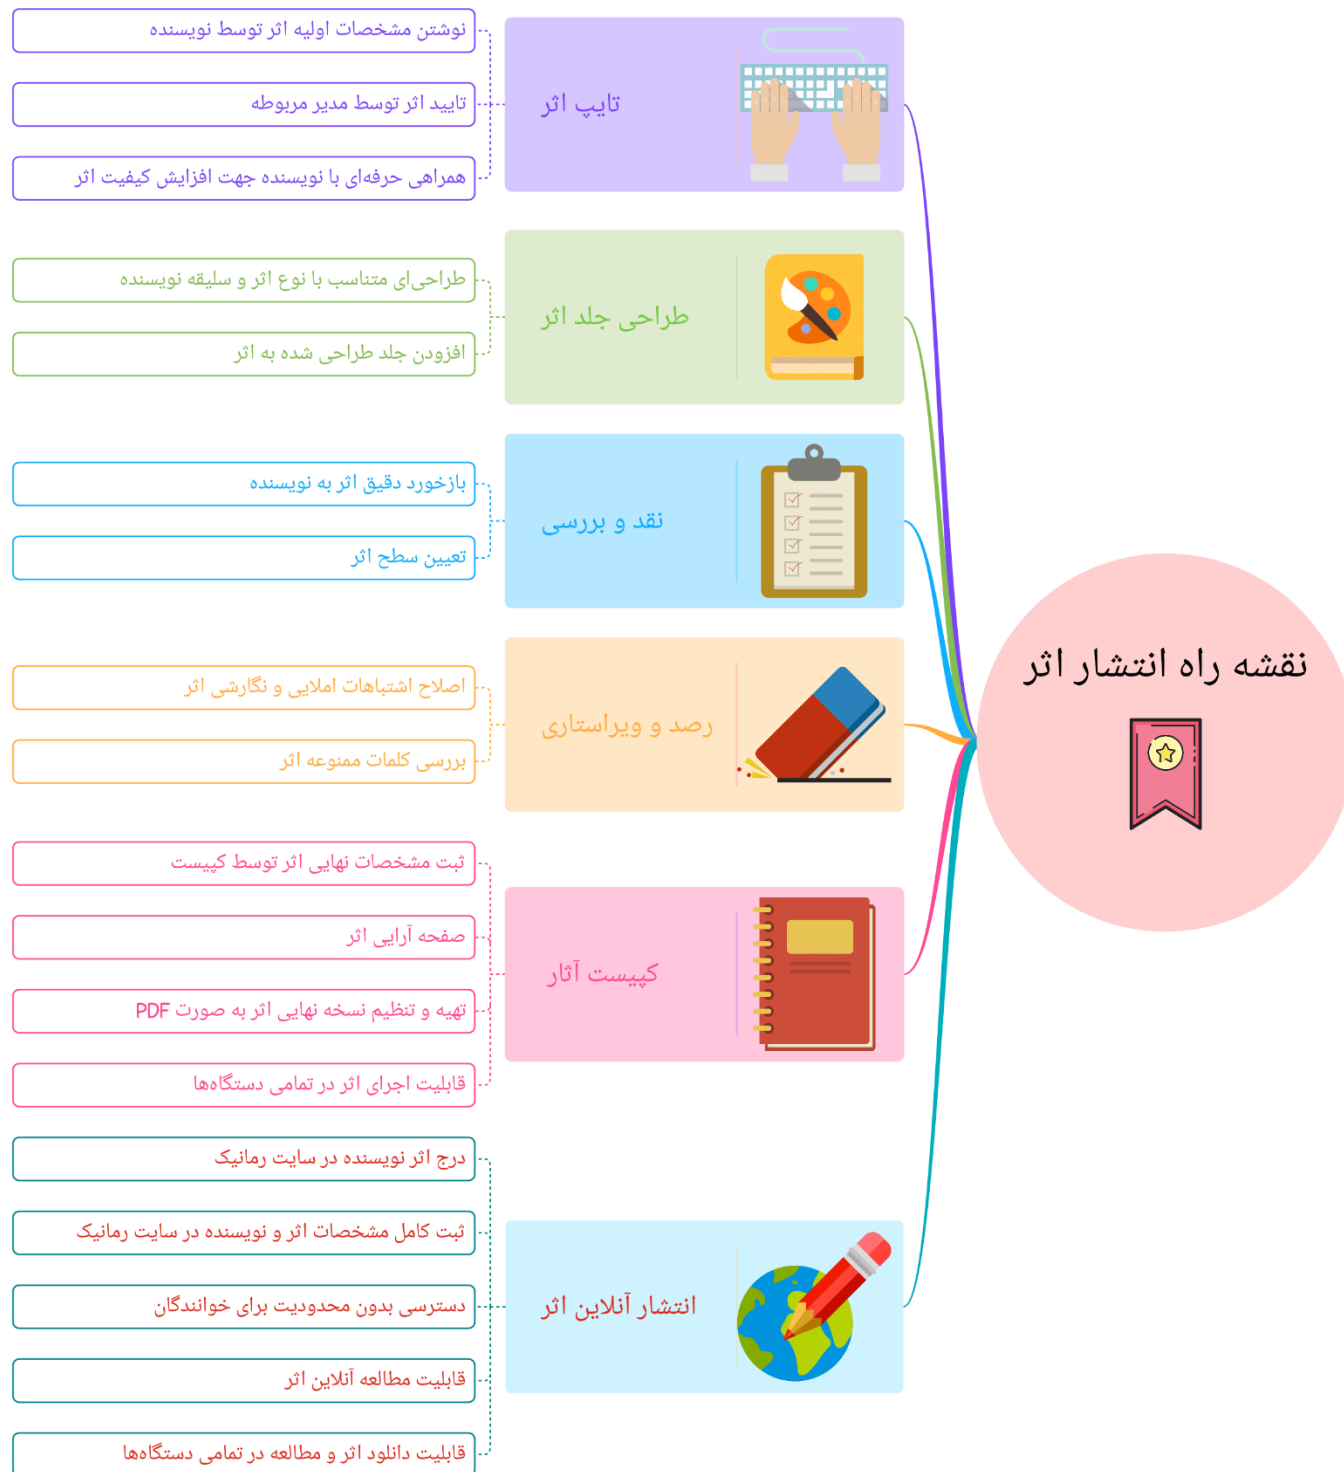 نقشه راه انتشار اثر
تایپ اثر
نوشتن مشخصات اولیه اثر توسط نویسنده
تایید اثر توسط مدیر مربوطه
همراهی حرفه‌ای با نویسنده جهت افزایش کیفیت اثر
طراحی جلد اثر
طراحی‌ای متناسب با نوع اثر و سلیقه نویسنده
افزودن جلد طراحی شده به اثر
نقد و بررسی
بازخورد دقیق اثر به نویسنده
تعیین سطح اثر
رصد و ویراستاری
اصلاح اشتباهات املایی و نگارشی اثر
بررسی کلمات ممنوعه اثر
کپیست آثار
ثبت مشخصات نهایی اثر توسط کپیست
صفحه آرایی اثر
تهیه و تنظیم نسخه نهایی اثر به صورت PDF
قابلیت اجرای اثر در تمامی دستگاه‌ها
انتشار آنلاین اثر
درج اثر نویسنده در سایت رمانیک
ثبت کامل مشخصات اثر و نویسنده در سایت رمانیک
دسترسی بدون محدودیت برای خوانندگان
قابلیت مطالعه آنلاین اثر
قابلیت دانلود اثر و مطالعه در تمامی دستگاه‌ها